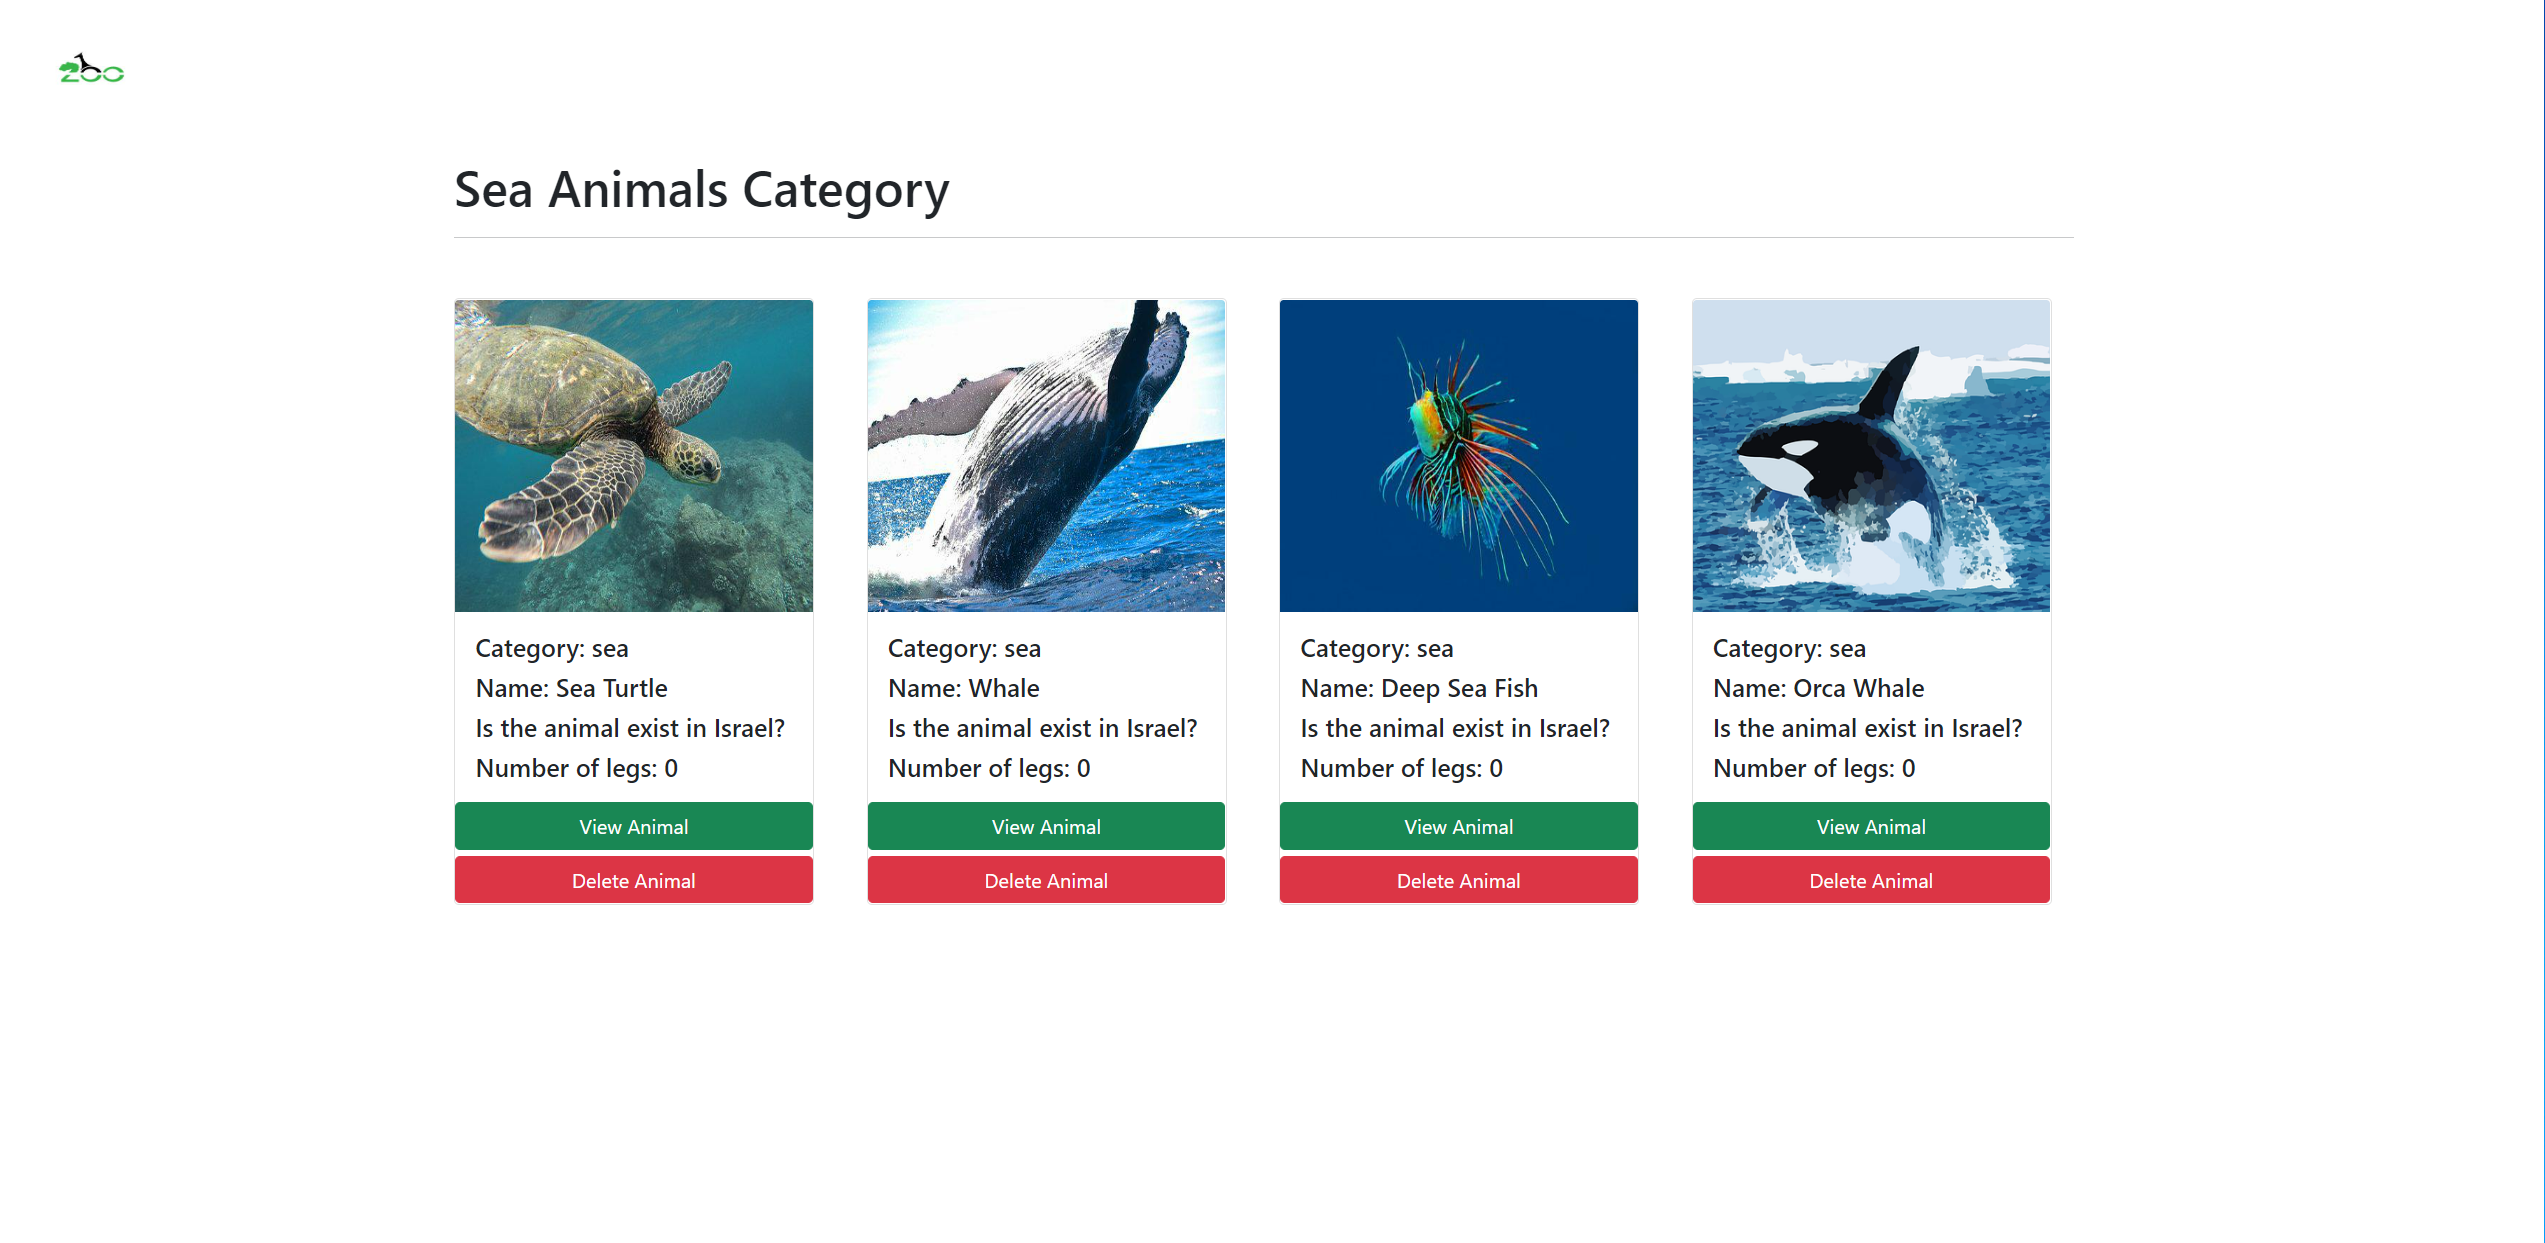 ZOO
Sea Animals Category
Category: sea
Name: Sea Turtle
Is the animal exist in Israel?
Number of legs: 0
View Animal
Delete Animal
Category: sea
Name: Whale
Is the animal exist in Israel?
Number of legs: 0
View Animal
Delete Animal
Category: sea
Name: Deep Sea Fish
Is the animal exist in Israel?
Number of legs: 0
View Animal
Delete Animal
Category: sea
Name: Orca Whale
Is the animal exist in Israel?
Number of legs: 0
View Animal
Delete Animal